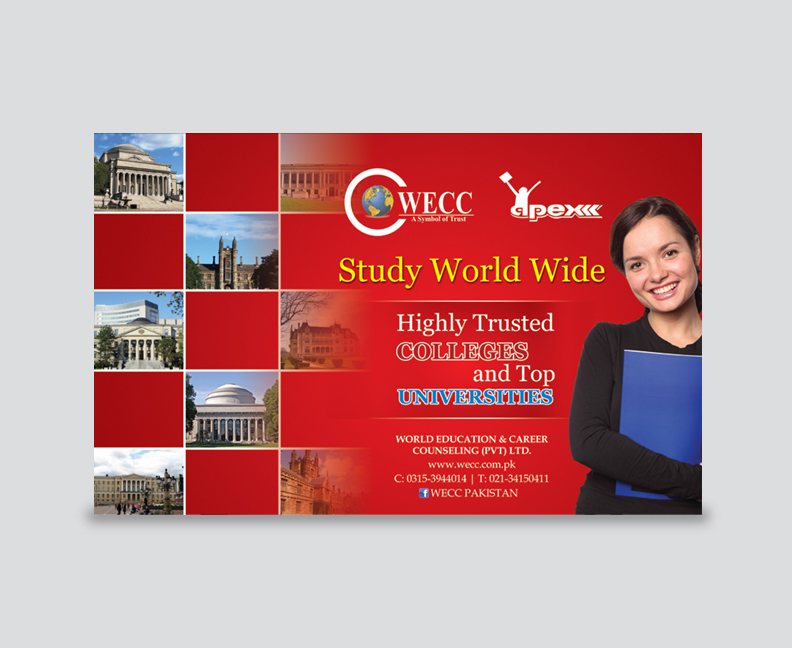 WECC
A Symbol of Trust
apex
Study World Wide
Highly Trusted
COLLEGES
and Top
UNIVERSITIES
WORLD EDUCATION & CAREER
COUNSELING (PVT) LTD.
www.wecc.com.pk
C: 0315-3944014 | T: 021-34150411
WECC PAKISTAN